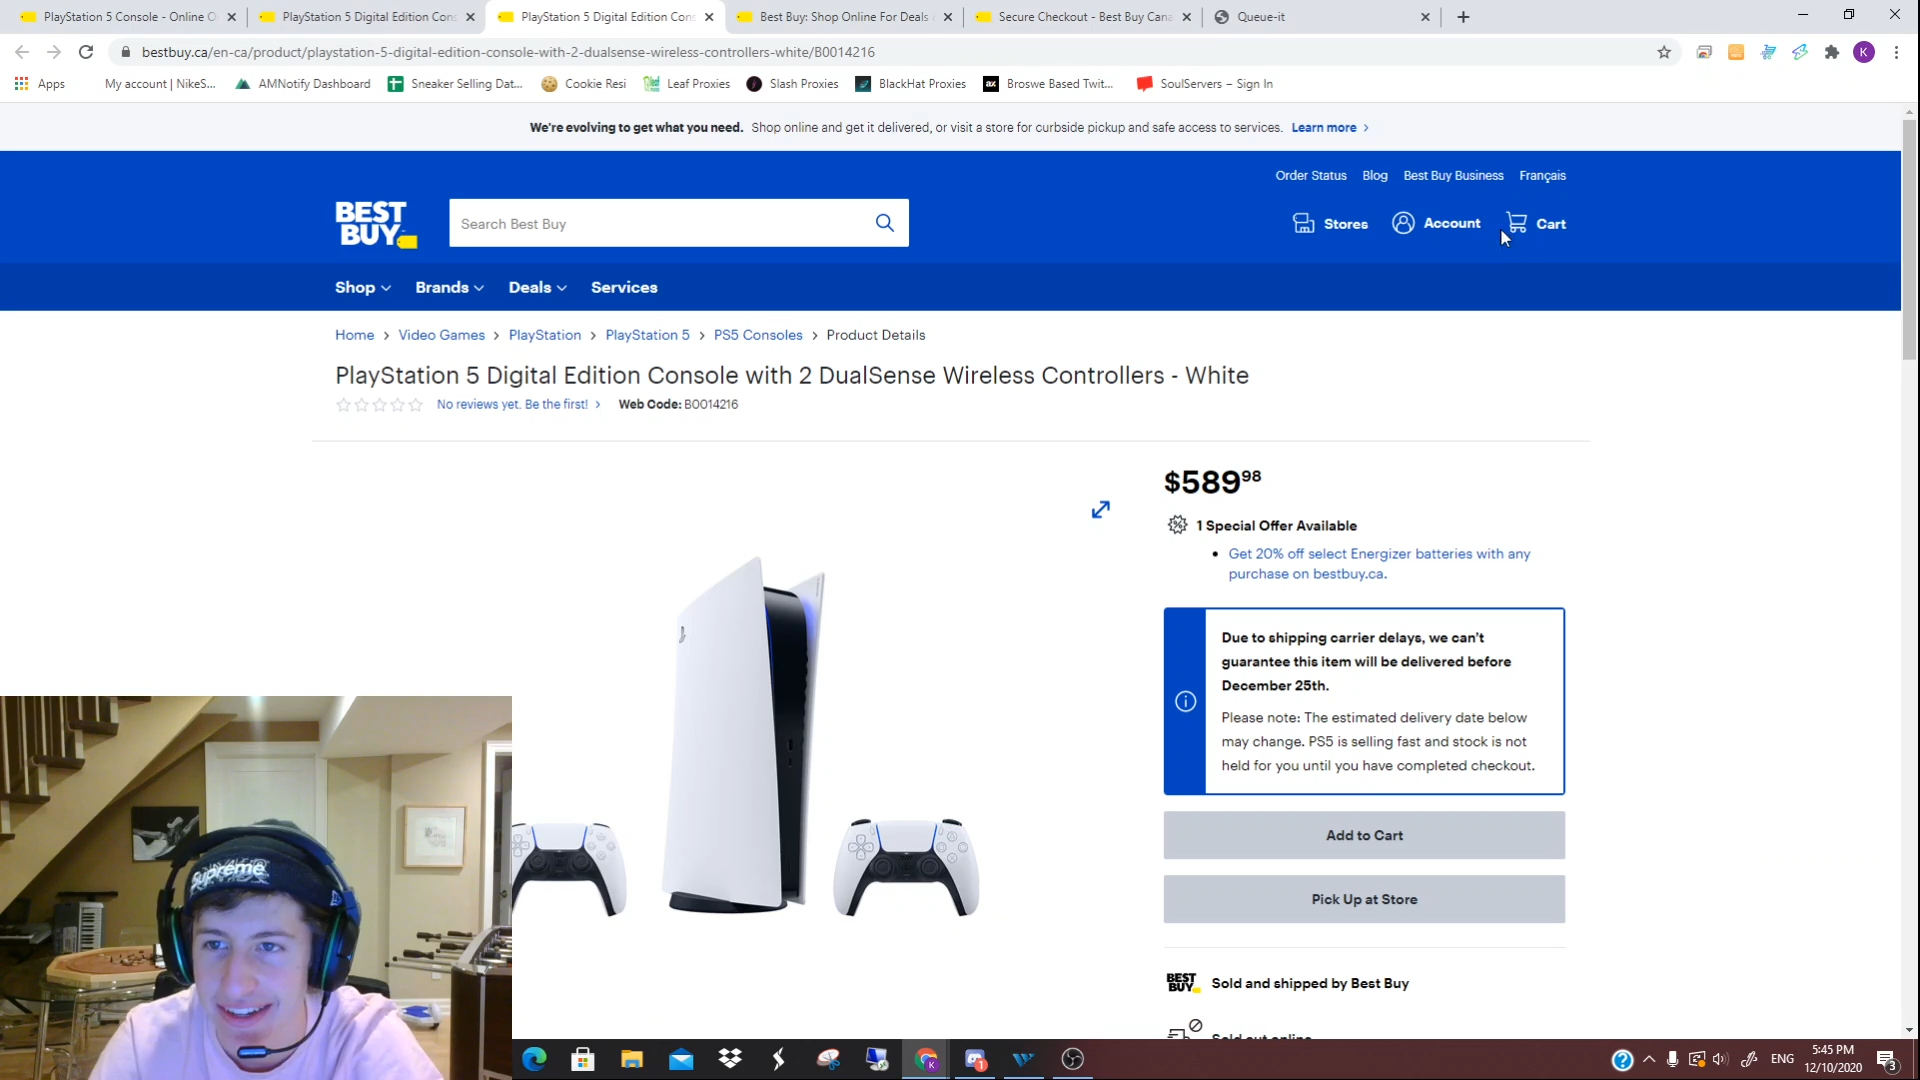 PlayStation 5 Console - Online O
PlayStation 5 Digital Edition Cons
PlayStation 5 Digital Edition Cons
Best Buy: Shop Online For Deals
Secure Checkout - Best Buy Cana
Queue-it
bestbuy.ca/en-ca/product/playstation-5-digital-edition-console-with-2-dualsense-wireless-controllers-white/B0014216
K
Apps
My account | NikeS...
AMNotify Dashboard
Sneaker Selling Dat...
Cookie Resi
Leaf Proxies
Slash Proxies
BlackHat Proxies
Broswe Based Twit...
SoulServers – Sign In
We're evolving to get what you need. Shop online and get it delivered, or visit a store for curbside pickup and safe access to services. Learn more
Order Status Blog Best Buy Business Français
BEST
BUY
Search Best Buy
Stores Account Cart
Shop Brands Deals Services
Home > Video Games > PlayStation > PlayStation 5 > PS5 Consoles > Product Details
PlayStation 5 Digital Edition Console with 2 DualSense Wireless Controllers - White
No reviews yet. Be the first! > Web Code: B0014216
$589 98
1 Special Offer Available
Get 20% off select Energizer batteries with any
purchase on bestbuy.ca.
Due to shipping carrier delays, we can't
guarantee this item will be delivered before
December 25th.
Please note: The estimated delivery date below
may change. PS5 is selling fast and stock is not
held for you until you have completed checkout.
Add to Cart
Pick Up at Store
BEST
BUY
Sold and shipped by Best Buy
Sold out online
Supreme
ENG
5:45 PM
12/10/2020
3